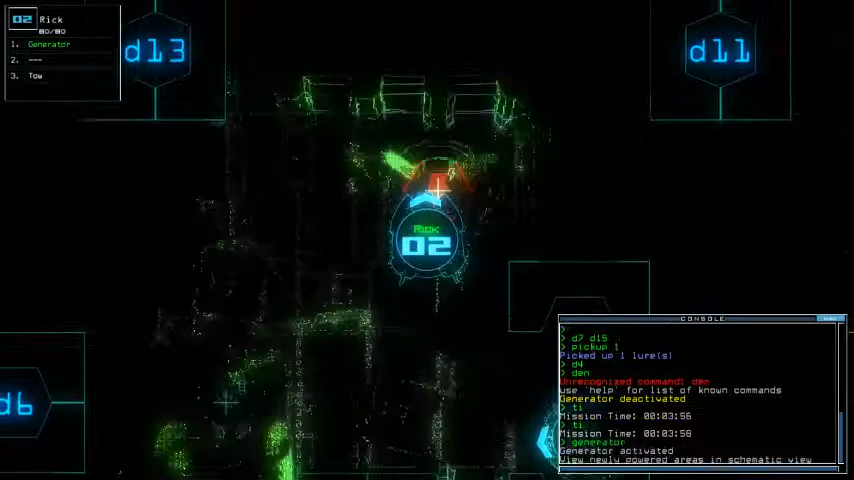 02 Rick
80/80
1. Generator
2. ---
3. Tow
d13
d11
Rick
02
d6
CONSOLE
>
> d7 d15
> pickup 1
Picked up 1 lure(s)
> d4
> den
Unrecognized command: den
use 'help' for list of known commands
Generator deactivated
> ti
Mission Time: 00:03:56
> ti
Mission Time: 00:03:56
> generator
Generator activated
View newly powered areas in schematic view